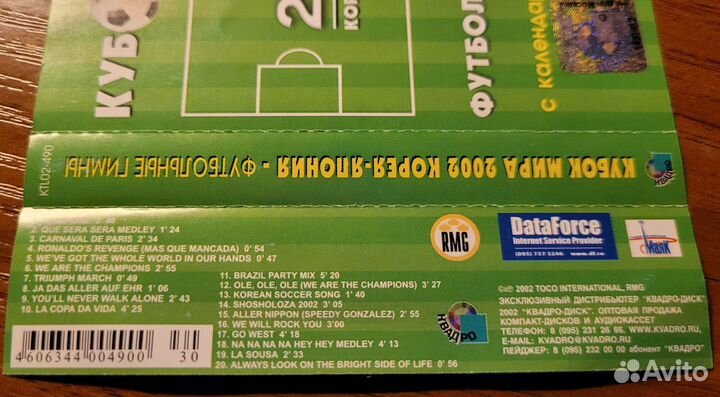 КУБО
2
КОР
ФУТБОЛ
с календа
KTL02-490
КУБОК МИРА 2002 КОРЕЯ-ЯПОНИЯ - ФУТБОЛЬНЫЕ ГИМНЫ
КВАДРО
2. QUE SERA SERA MEDLEY 1' 24
3. CARNAVAL DE PARIS 2' 34
4. RONALDO'S REVENGE (MAS QUE MANCADA) 0' 54
5. WE'VE GOT THE WHOLE WORLD IN OUR HANDS 0' 47
6. WE ARE THE CHAMPIONS 2' 55
7. TRIUMPH MARCH 0' 49
8. JA DAS ALLER AUF EHR 1' 06
9. YOU'LL NEVER WALK ALONE 2' 43
10. LA COPA DA VIDA 4' 25
4606344004900
30
11. BRAZIL PARTY MIX 5' 20
12. OLE, OLE, OLE (WE ARE THE CHAMPIONS) 3' 27
13. KOREAN SOCCER SONG 1' 40
14. SHOSHOLOZA 2002 3' 05
15. ALLER NIPPON (SPEEDY GONZALEZ) 2' 55
16. WE WILL ROCK YOU 3'00
17. GO WEST 4' 18
18. NA NA NA NA HEY HEY MEDLEY 4' 13
19. LA SOUSA 2' 33
20. ALWAYS LOOK ON THE BRIGHT SIDE OF LIFE 0' 56
RMG
DataForce
Internet Service Provider
(095) 737 3246 www.df.ru
Маяк
КВАДРО
©℗ 2002 TOCO INTERNATIONAL, RMG
ЭКСКЛЮЗИВНЫЙ ДИСТРИБЬЮТЕР "КВАДРО-ДИСК"
2002 "КВАДРО-ДИСК". ОПТОВАЯ ПРОДАЖА
КОМПАКТ-ДИСКОВ И АУДИОКАССЕТ
ТЕЛЕФОН: 8 (095) 231 26 66, WWW.KVADRO.RU,
E-MAIL: KVADRO@KVADRO.RU
ПЕЙДЖЕР: 8 (095) 232 00 00 абонент "КВАДРО"
Avito